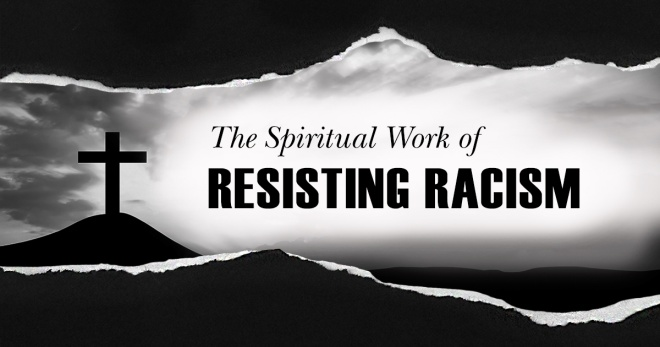 The Spiritual Work of
RESISTING RACISM